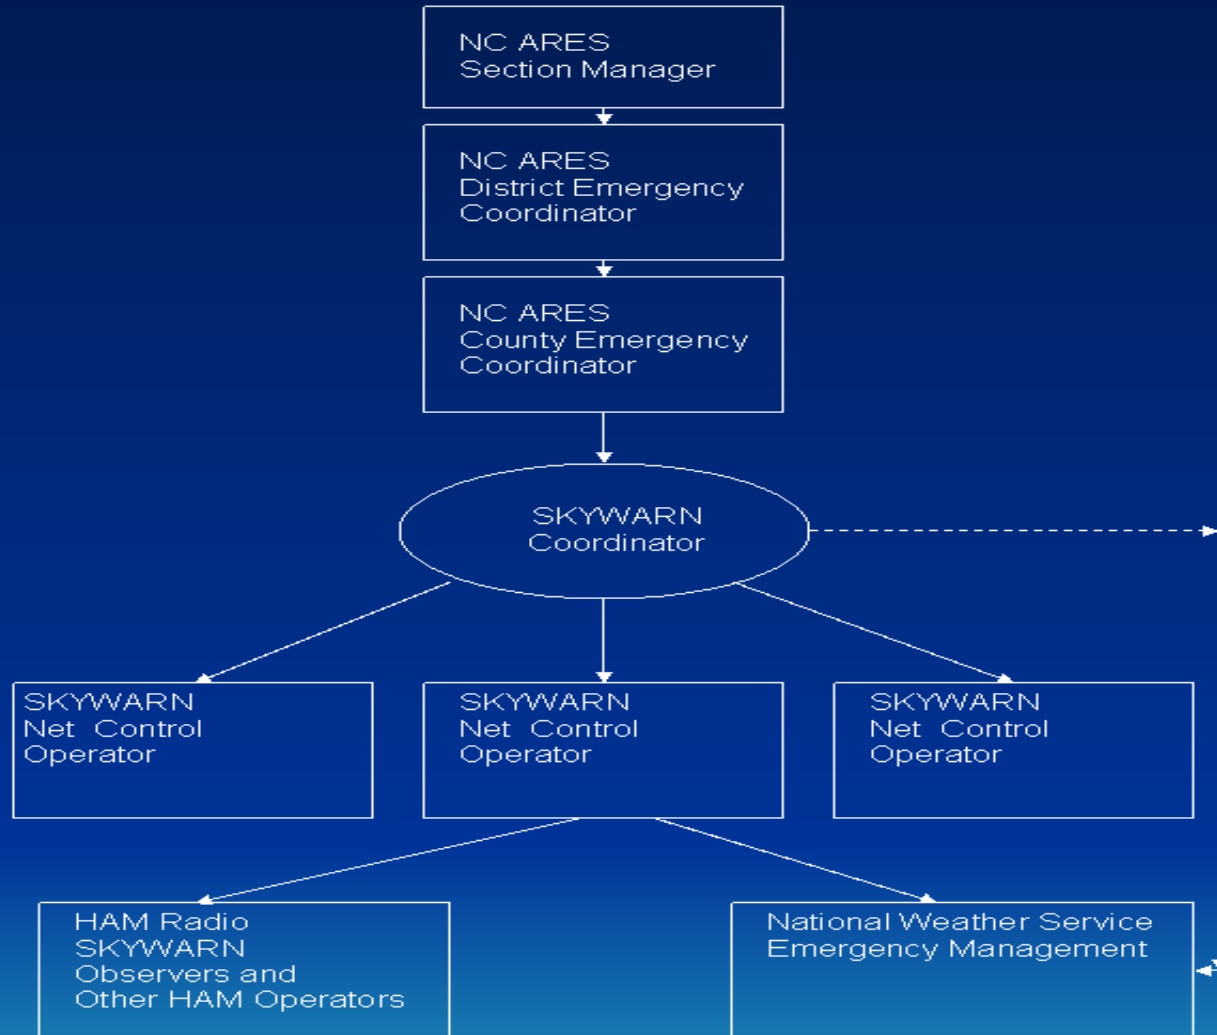 NC ARES
Section Manager
NC ARES
District Emergency
Coordinator
NC ARES
County Emergency
Coordinator
SKYWARN
Coordinator
SKYWARN
Net Control
Operator
SKYWARN
Net Control
Operator
SKYWARN
Net Control
Operator
HAM Radio
SKYWARN
Observers and
Other HAM Operators
National Weather Service
Emergency Management